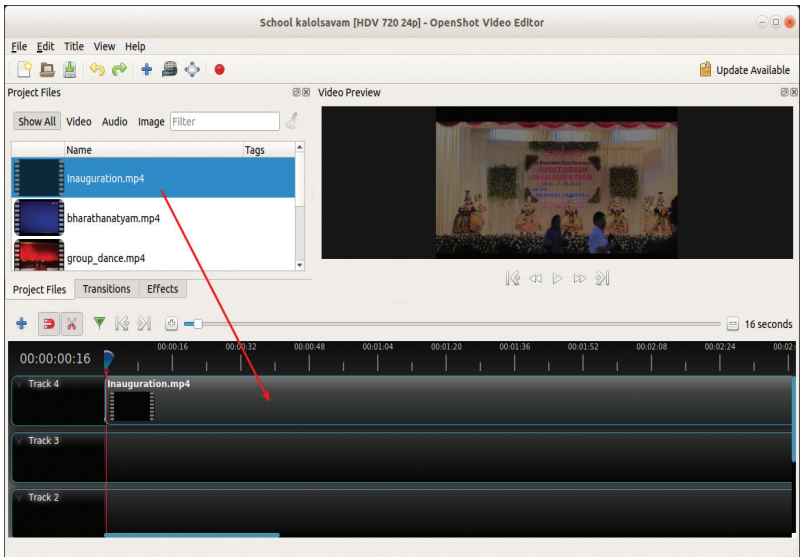 School kalolsavam [HDV 720 24p] - OpenShot Video Editor
File Edit Title View Help
Update Available
Project Files
Video Preview
Show All Video Audio Image Filter
Name Tags
Inauguration.mp4
bharathanatyam.mp4
group_dance.mp4
AUDITORIUM
INAUGURATION
Project Files Transitions Effects
16 seconds
00:00:00:16
00:00:16 00:00:32 00:00:48 00:01:04 00:01:20 00:01:36 00:01:52 00:02:08 00:02:24 00:02:
Track 4
Inauguration.mp4
Track 3
Track 2